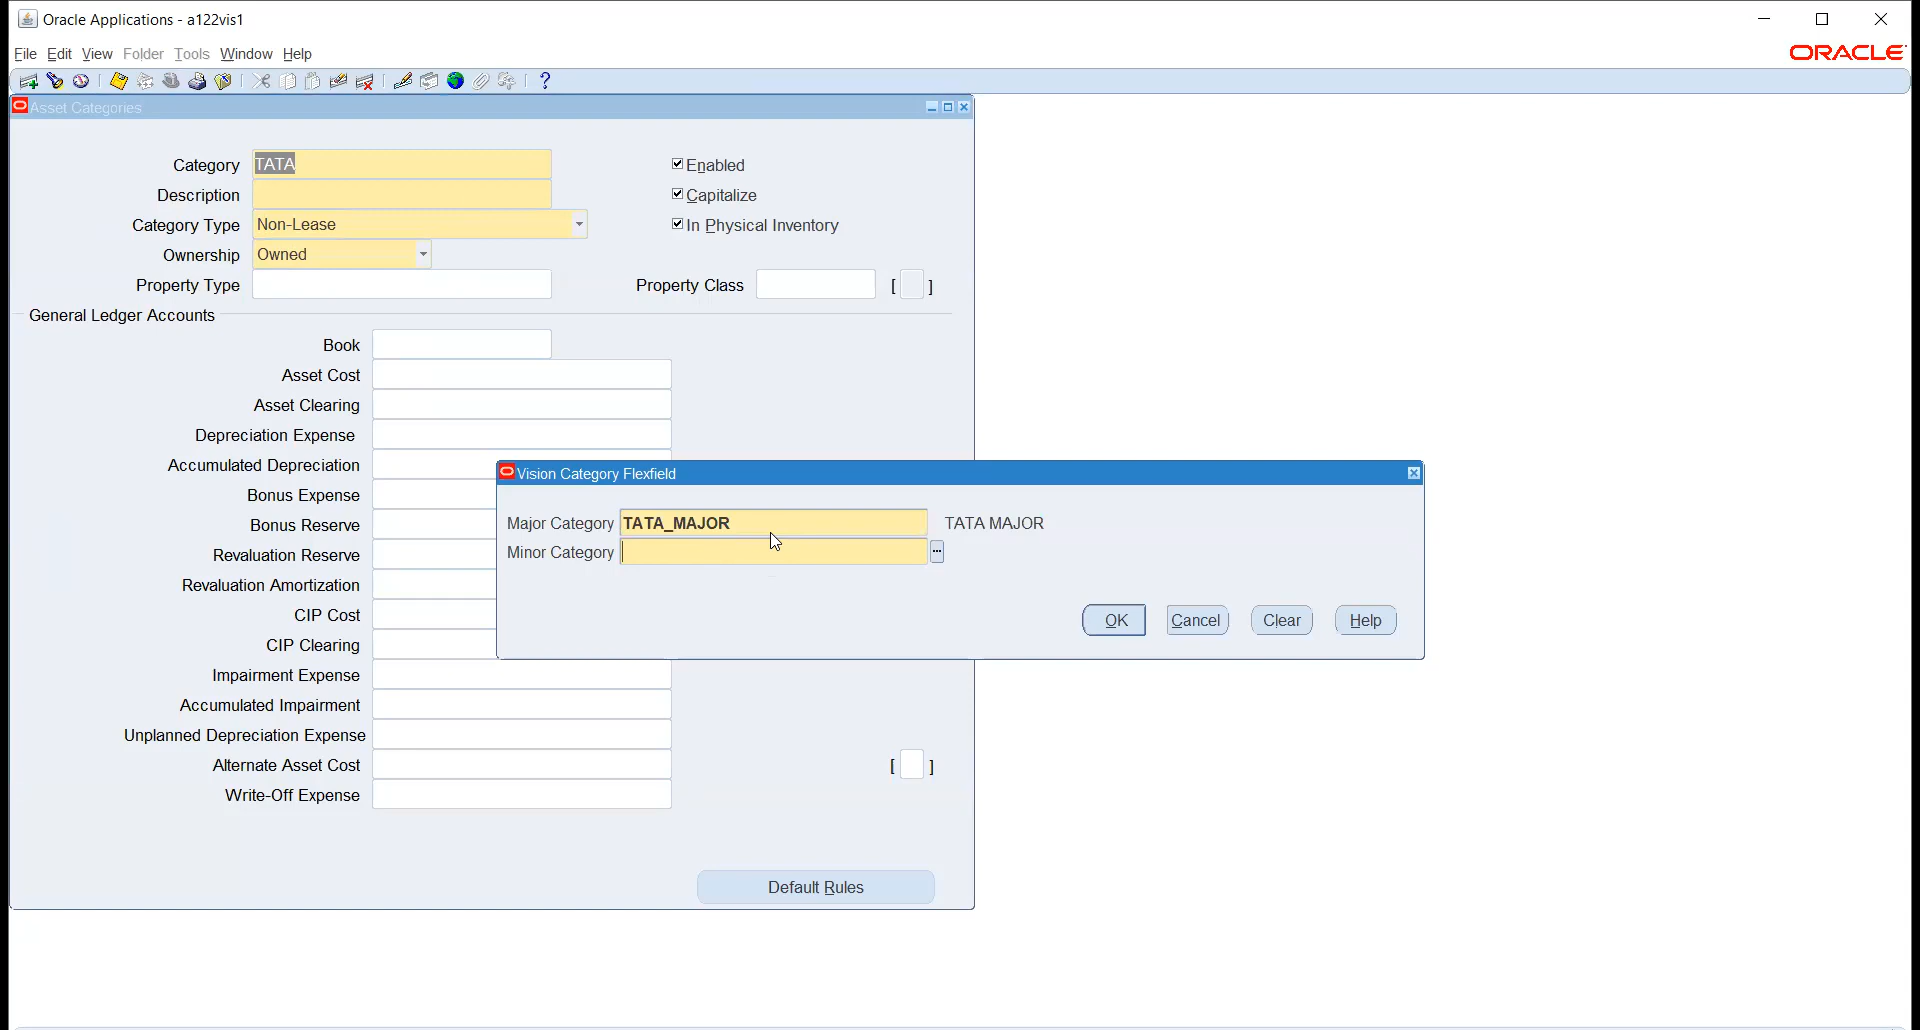 Oracle Applications - a122vis1
File Edit View Folder Tools Window Help
ORACLE
Asset Categories
Category TATA
Enabled
Description
Capitalize
Category Type Non-Lease
In Physical Inventory
Ownership Owned
Property Type
Property Class [ ]
General Ledger Accounts
Book
Asset Cost
Asset Clearing
Depreciation Expense
Accumulated Depreciation
Bonus Expense
Bonus Reserve
Revaluation Reserve
Revaluation Amortization
CIP Cost
CIP Clearing
Impairment Expense
Accumulated Impairment
Unplanned Depreciation Expense
Alternate Asset Cost [ ]
Write-Off Expense
Default Rules
Vision Category Flexfield
Major Category TATA_MAJOR TATA MAJOR
Minor Category ...
OK Cancel Clear Help